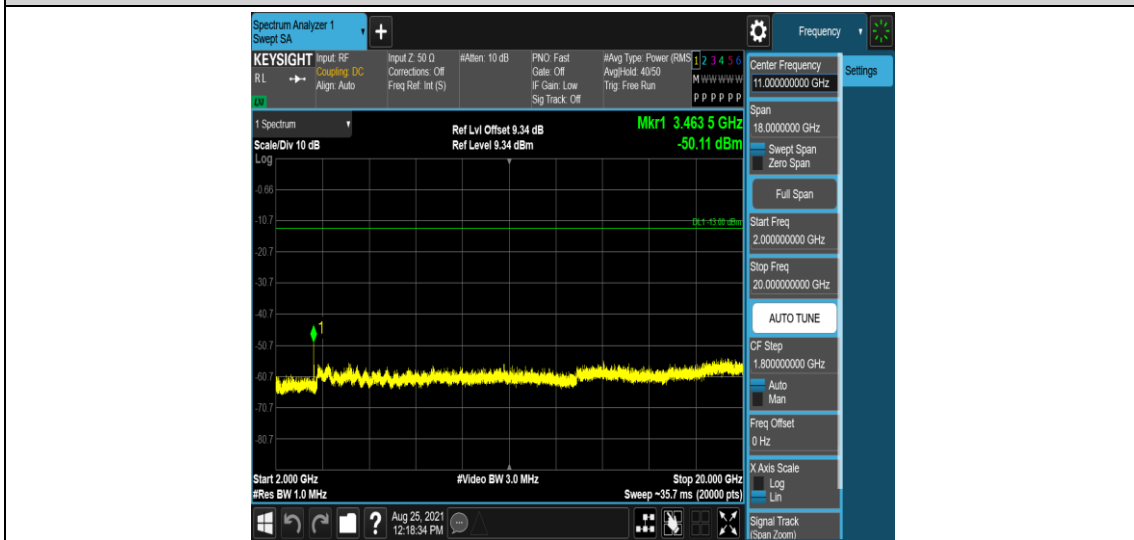 Spectrum Analyzer 1
Swept SA
+
Frequency
KEYSIGHT
RL
Input: RF
Coupling: DC
Align: Auto
Input Z: 50 Ω
Corrections: Off
Freq Ref: Int (S)
#Atten: 10 dB
PNO: Fast
Gate: Off
IF Gain: Low
Sig Track: Off
#Avg Type: Power (RMS
Avg|Hold: 40/50
Trig: Free Run
1 2 3 4 5 6
M W W W W W
P P P P P P
1 Spectrum
Scale/Div 10 dB
Log
Ref Lvl Offset 9.34 dB
Ref Level 9.34 dBm
Mkr1 3.463 5 GHz
-50.11 dBm
-0.66
-10.7
DL1 -13.00 dBm
-20.7
-30.7
-40.7
1
-50.7
-60.7
-70.7
-80.7
Start 2.000 GHz
#Video BW 3.0 MHz
Stop 20.000 GHz
#Res BW 1.0 MHz
Sweep ~35.7 ms (20000 pts)
?
Aug 25, 2021
12:18:34 PM
Center Frequency
11.000000000 GHz
Settings
Span
18.0000000 GHz
Swept Span
Zero Span
Full Span
Start Freq
2.000000000 GHz
Stop Freq
20.000000000 GHz
AUTO TUNE
CF Step
1.800000000 GHz
Auto
Man
Freq Offset
0 Hz
X Axis Scale
Log
Lin
Signal Track
(Span Zoom)